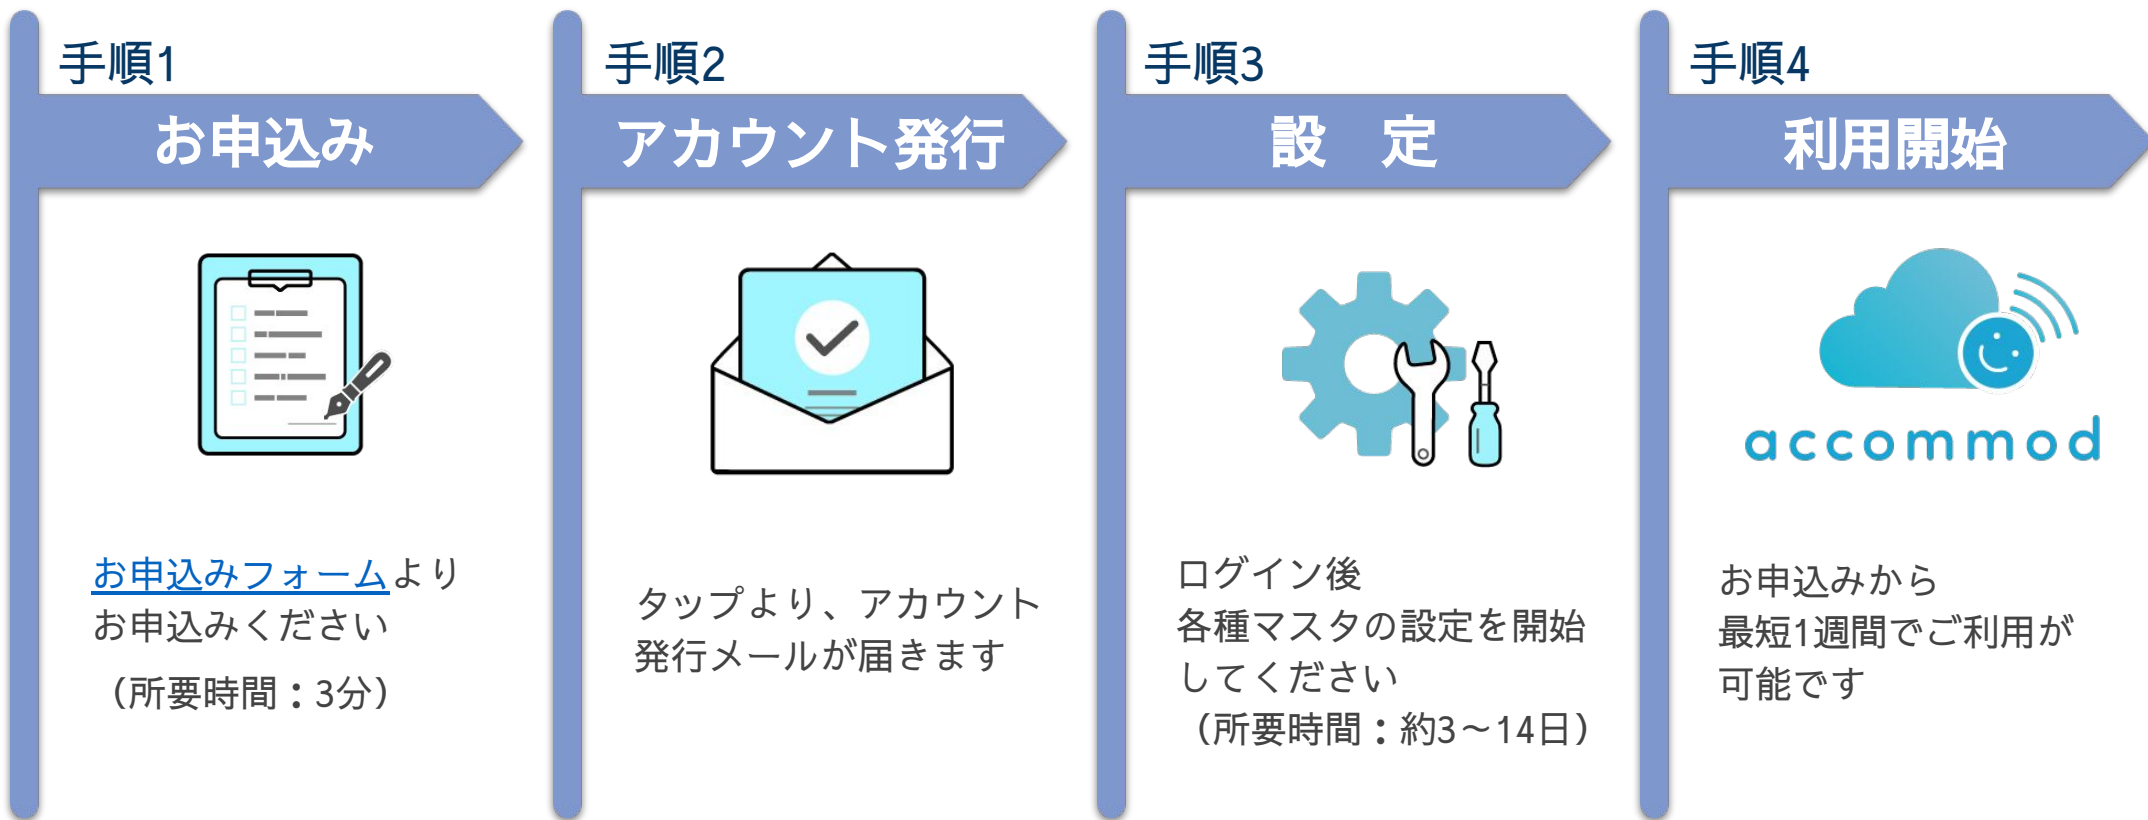 手順1
お申込み
お申込みフォームより
お申込みください
（所要時間：3分）
手順2
アカウント発行
タップより、アカウント
発行メールが届きます
手順3
設　定
ログイン後
各種マスタの設定を開始
してください
（所要時間：約3～14日）
手順4
利用開始
accommod
お申込みから
最短1週間でご利用が
可能です